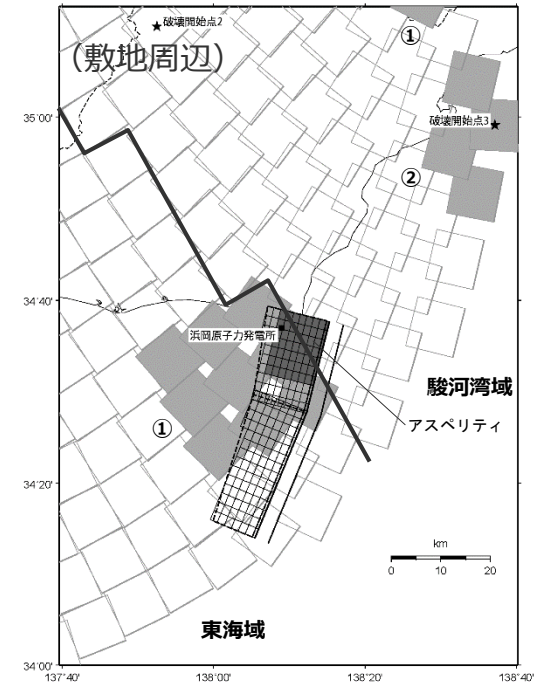 ★破壊開始点2
①
（敷地周辺）
35°00'
破壊開始点3★
②
34°40'
浜岡原子力発電所
駿河湾域
アスペリティ
①
34°20'
km
0 10 20
東海域
34°00'
137°40' 138°00' 138°20' 138°40'